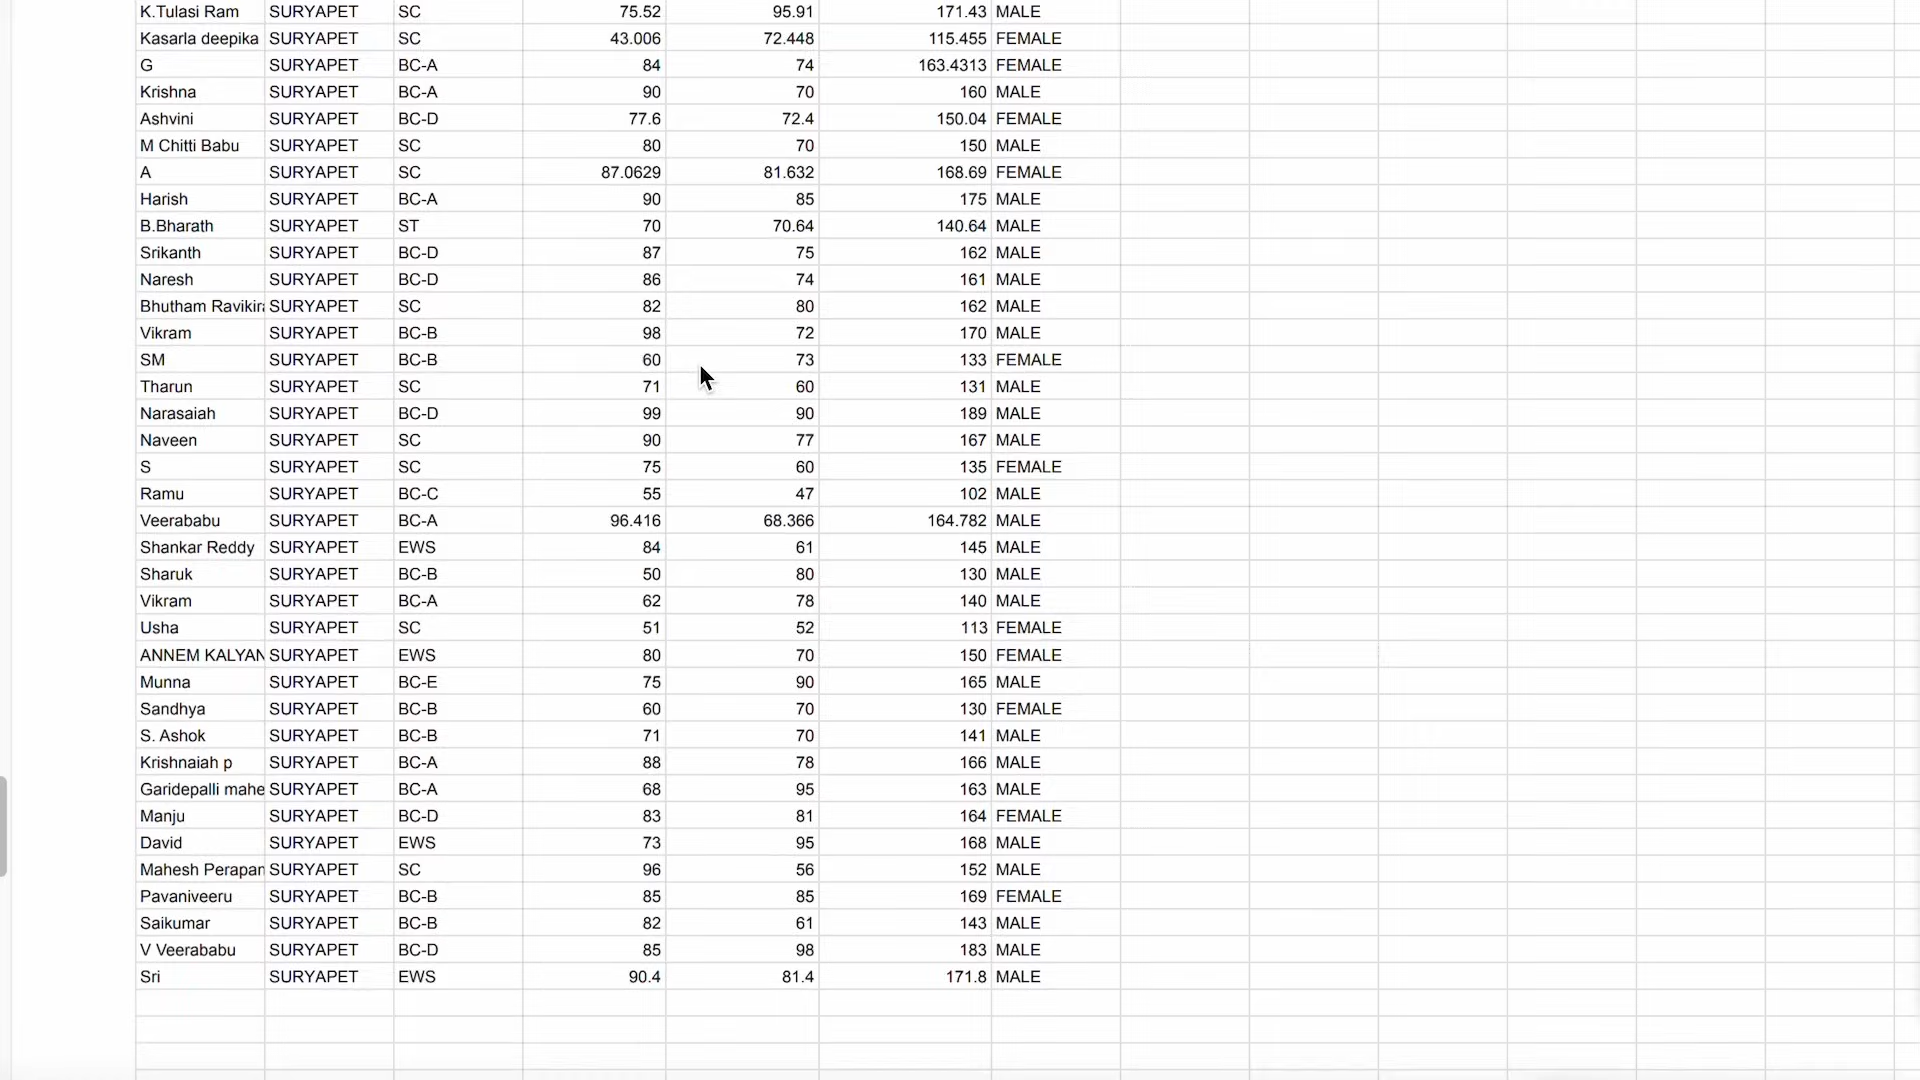 K.Tulasi Ram SURYAPET SC 75.52 95.91 171.43 MALE
Kasarla deepika SURYAPET SC 43.006 72.448 115.455 FEMALE
G SURYAPET BC-A 84 74 163.4313 FEMALE
Krishna SURYAPET BC-A 90 70 160 MALE
Ashvini SURYAPET BC-D 77.6 72.4 150.04 FEMALE
M Chitti Babu SURYAPET SC 80 70 150 MALE
A SURYAPET SC 87.0629 81.632 168.69 FEMALE
Harish SURYAPET BC-A 90 85 175 MALE
B.Bharath SURYAPET ST 70 70.64 140.64 MALE
Srikanth SURYAPET BC-D 87 75 162 MALE
Naresh SURYAPET BC-D 86 74 161 MALE
Bhutham Ravikira SURYAPET SC 82 80 162 MALE
Vikram SURYAPET BC-B 98 72 170 MALE
SM SURYAPET BC-B 60 73 133 FEMALE
Tharun SURYAPET SC 71 60 131 MALE
Narasaiah SURYAPET BC-D 99 90 189 MALE
Naveen SURYAPET SC 90 77 167 MALE
S SURYAPET SC 75 60 135 FEMALE
Ramu SURYAPET BC-C 55 47 102 MALE
Veerababu SURYAPET BC-A 96.416 68.366 164.782 MALE
Shankar Reddy SURYAPET EWS 84 61 145 MALE
Sharuk SURYAPET BC-B 50 80 130 MALE
Vikram SURYAPET BC-A 62 78 140 MALE
Usha SURYAPET SC 51 52 113 FEMALE
ANNEM KALYAN SURYAPET EWS 80 70 150 FEMALE
Munna SURYAPET BC-E 75 90 165 MALE
Sandhya SURYAPET BC-B 60 70 130 FEMALE
S. Ashok SURYAPET BC-B 71 70 141 MALE
Krishnaiah p SURYAPET BC-A 88 78 166 MALE
Garidepalli mahe SURYAPET BC-A 68 95 163 MALE
Manju SURYAPET BC-D 83 81 164 FEMALE
David SURYAPET EWS 73 95 168 MALE
Mahesh Perapan SURYAPET SC 96 56 152 MALE
Pavaniveeru SURYAPET BC-B 85 85 169 FEMALE
Saikumar SURYAPET BC-B 82 61 143 MALE
V Veerababu SURYAPET BC-D 85 98 183 MALE
Sri SURYAPET EWS 90.4 81.4 171.8 MALE